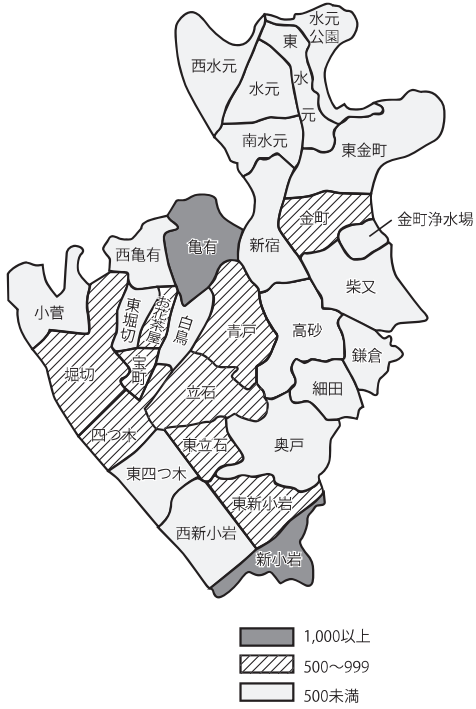 水元
公園
東
水
元
西水元
水元
南水元
東金町
金町
金町浄水場
亀有
新宿
西亀有
柴又
小菅
東堀切
お花茶屋
白鳥
青戸
高砂
鎌倉
宝町
堀切
立石
細田
四つ木
東立石
奥戸
東四つ木
東新小岩
西新小岩
新小岩
1,000以上
500～999
500未満